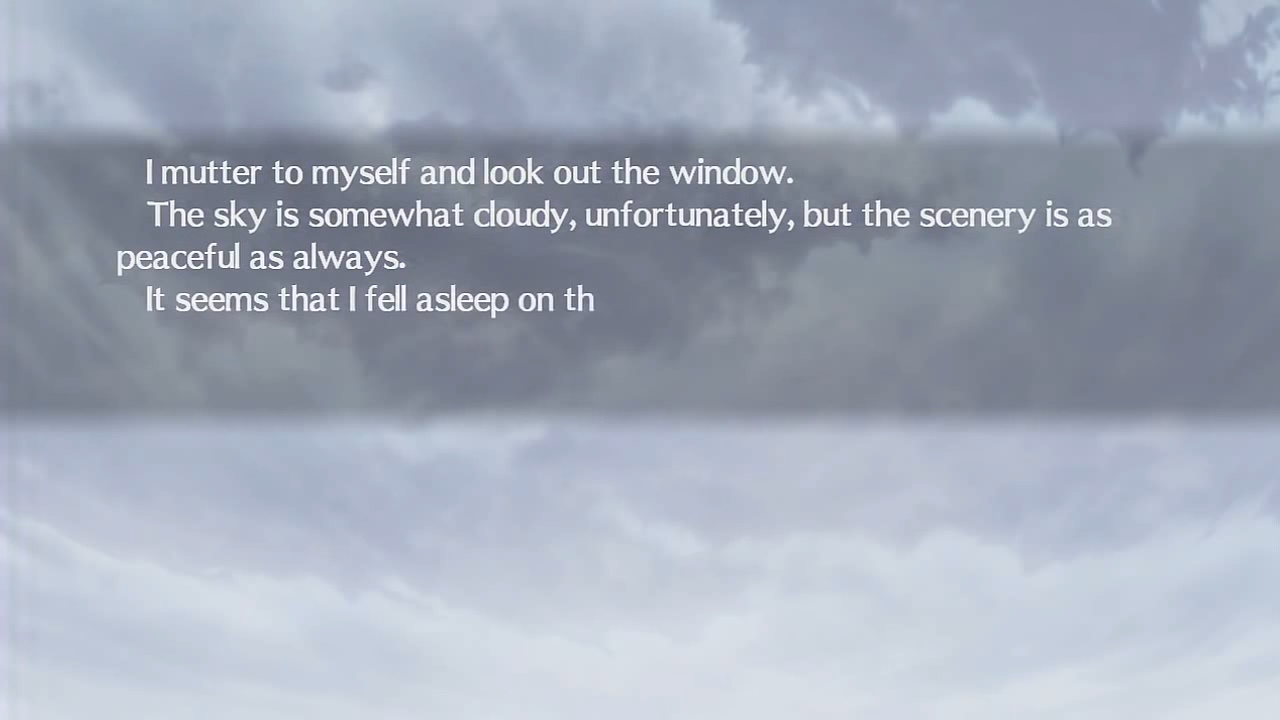 I mutter to myself and look out the window.
The sky is somewhat cloudy, unfortunately, but the scenery is as
peaceful as always.
It seems that I fell asleep on th